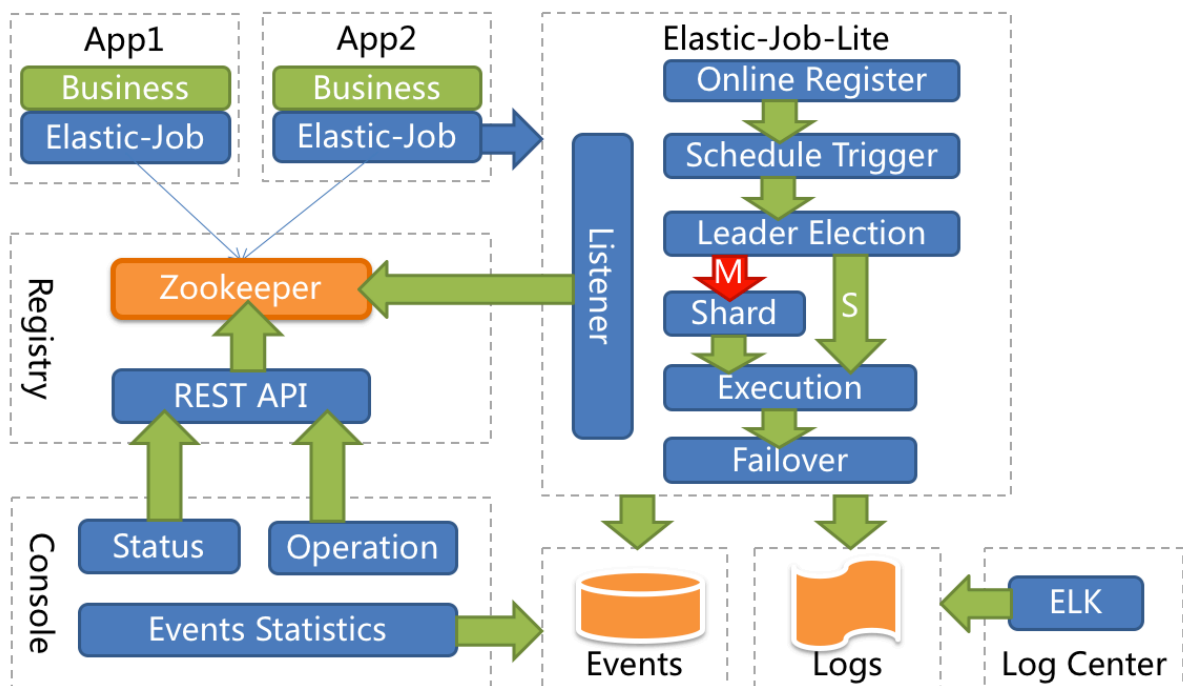 App1
Business
Elastic-Job
App2
Business
Elastic-Job
Elastic-Job-Lite
Online Register
Schedule Trigger
Leader Election
M
S
Shard
Execution
Failover
Listener
Registry
Zookeeper
REST API
Console
Status
Operation
Events Statistics
Events
Logs
ELK
Log Center